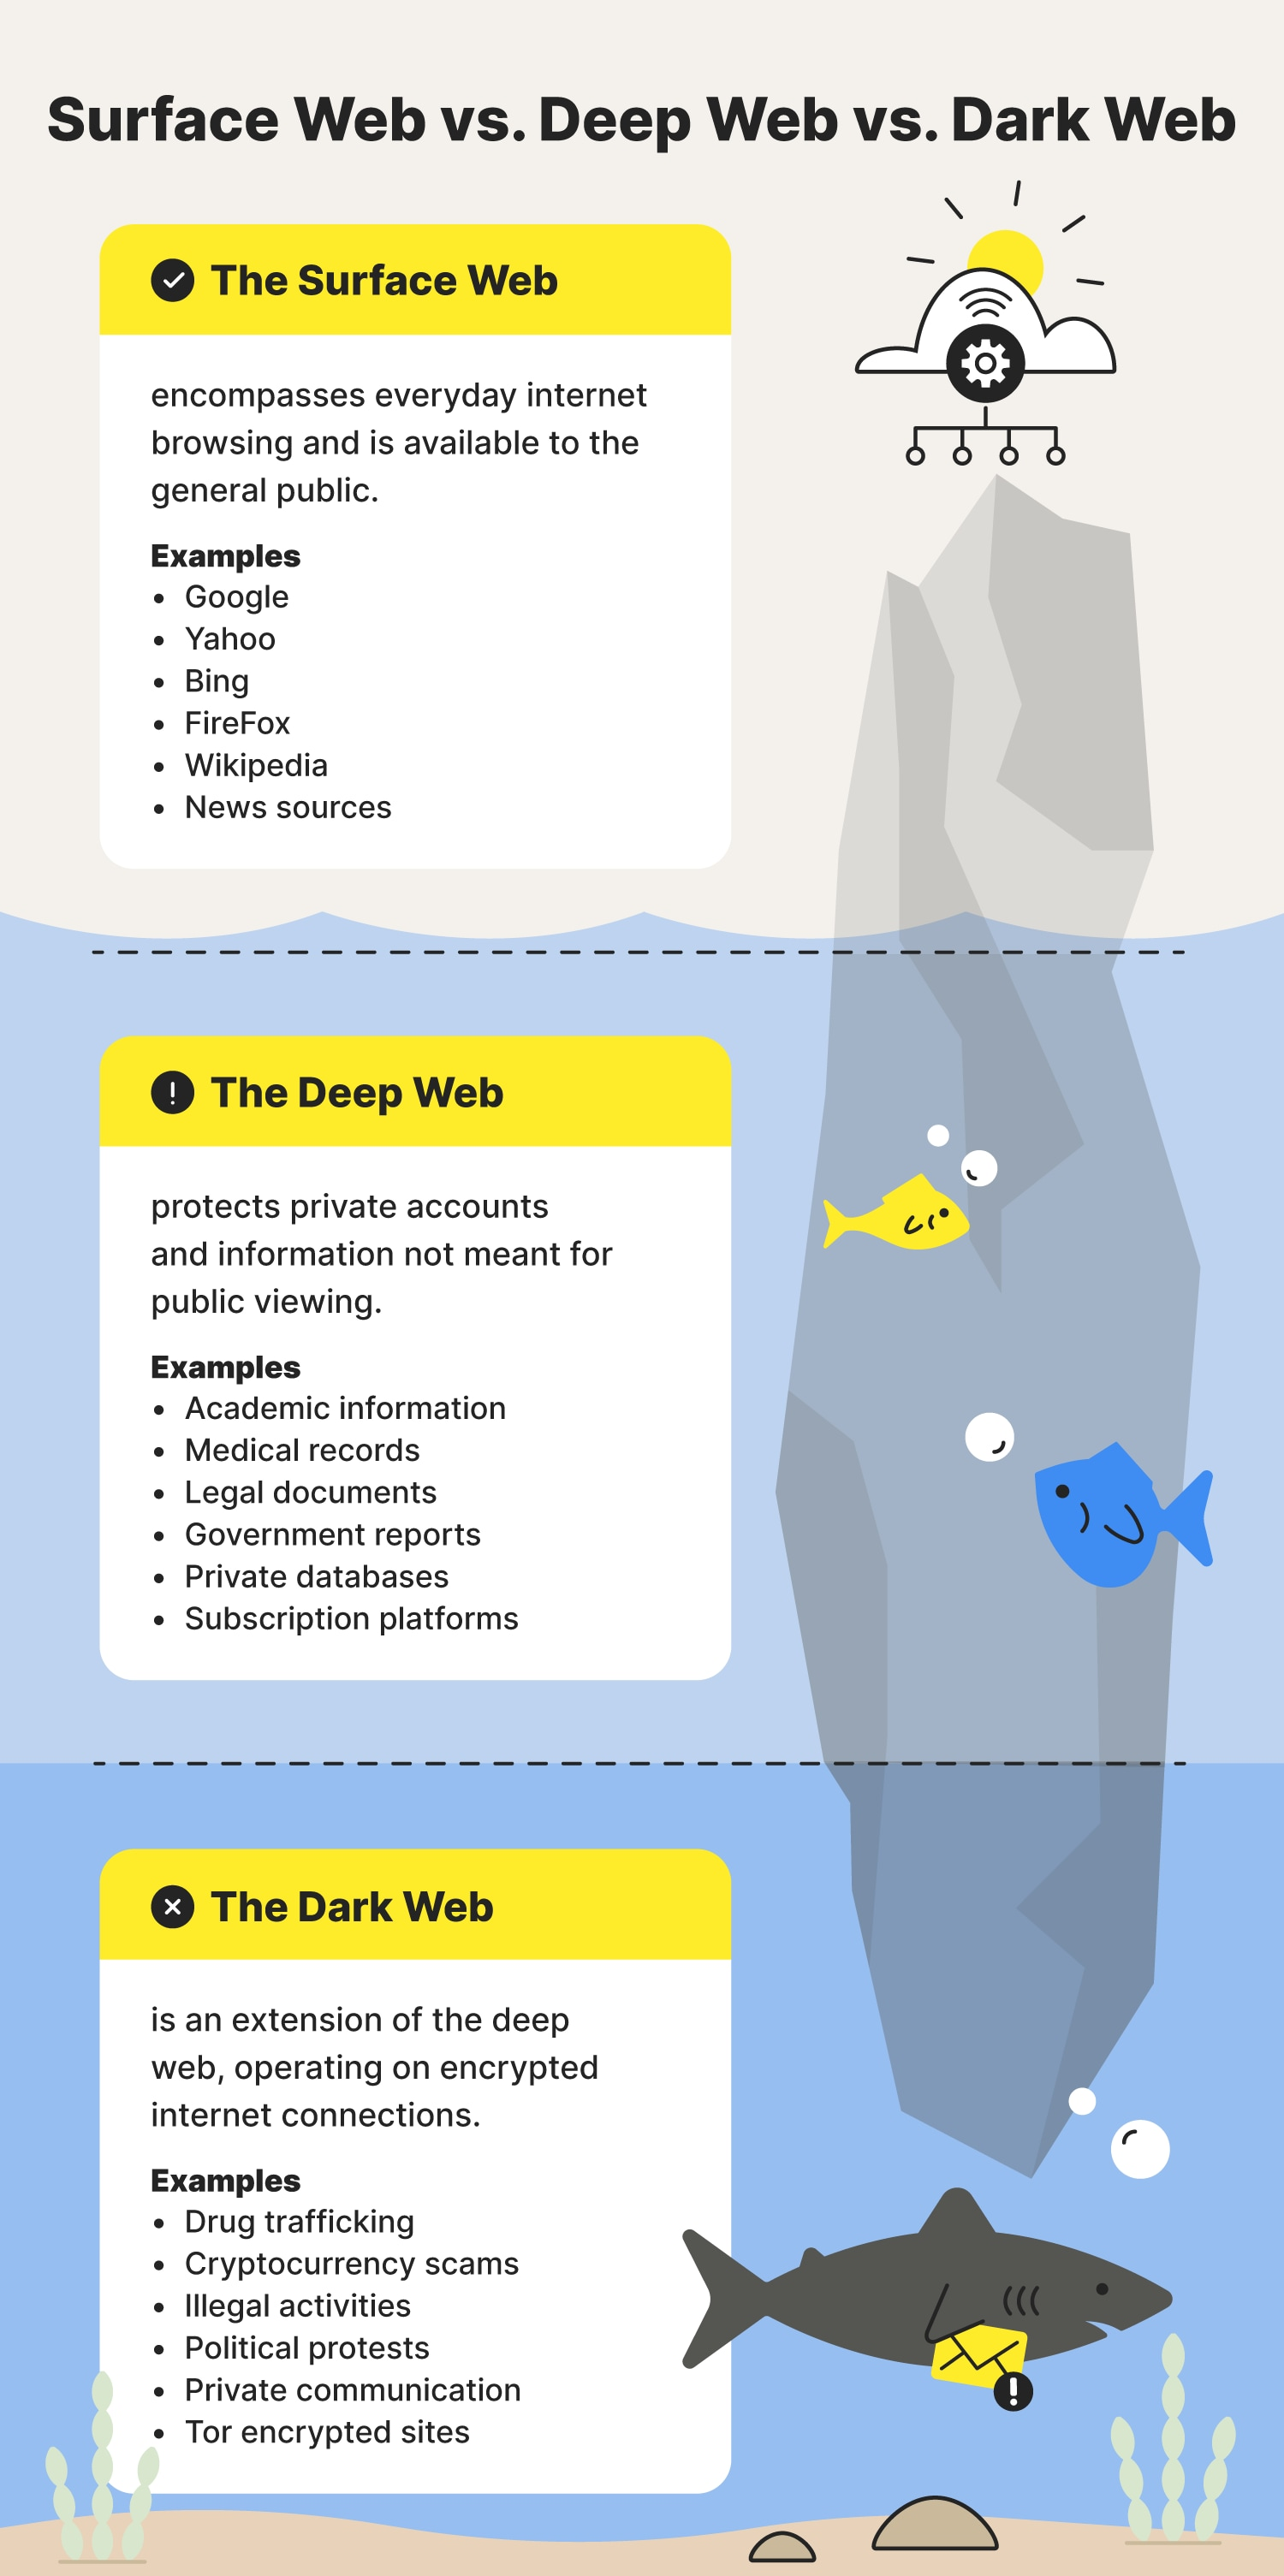 Surface Web vs. Deep Web vs. Dark Web
The Surface Web
encompasses everyday internet
browsing and is available to the
general public.
Examples
• Google
• Yahoo
• Bing
• FireFox
• Wikipedia
• News sources
The Deep Web
protects private accounts
and information not meant for
public viewing.
Examples
• Academic information
• Medical records
• Legal documents
• Government reports
• Private databases
• Subscription platforms
The Dark Web
is an extension of the deep
web, operating on encrypted
internet connections.
Examples
• Drug trafficking
• Cryptocurrency scams
• Illegal activities
• Political protests
• Private communication
• Tor encrypted sites